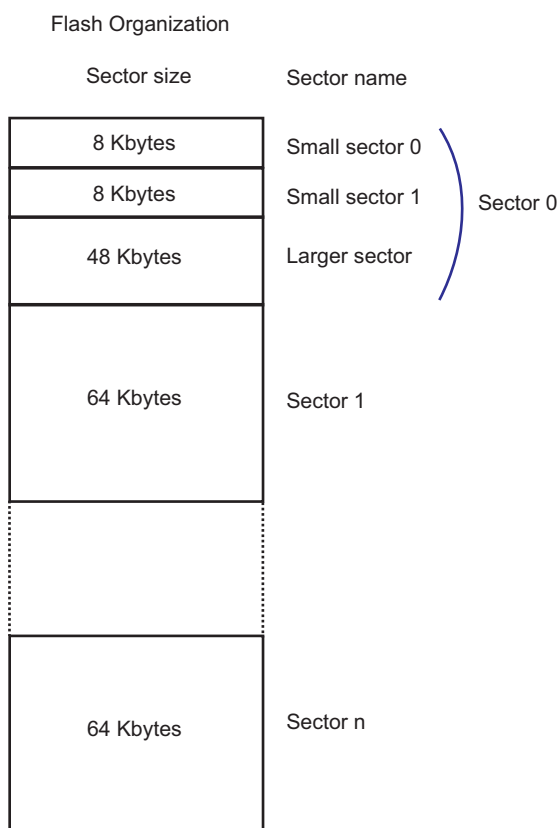 Flash Organization
Sector size Sector name
8 Kbytes Small sector 0
8 Kbytes Small sector 1 Sector 0
48 Kbytes Larger sector
64 Kbytes Sector 1
64 Kbytes Sector n